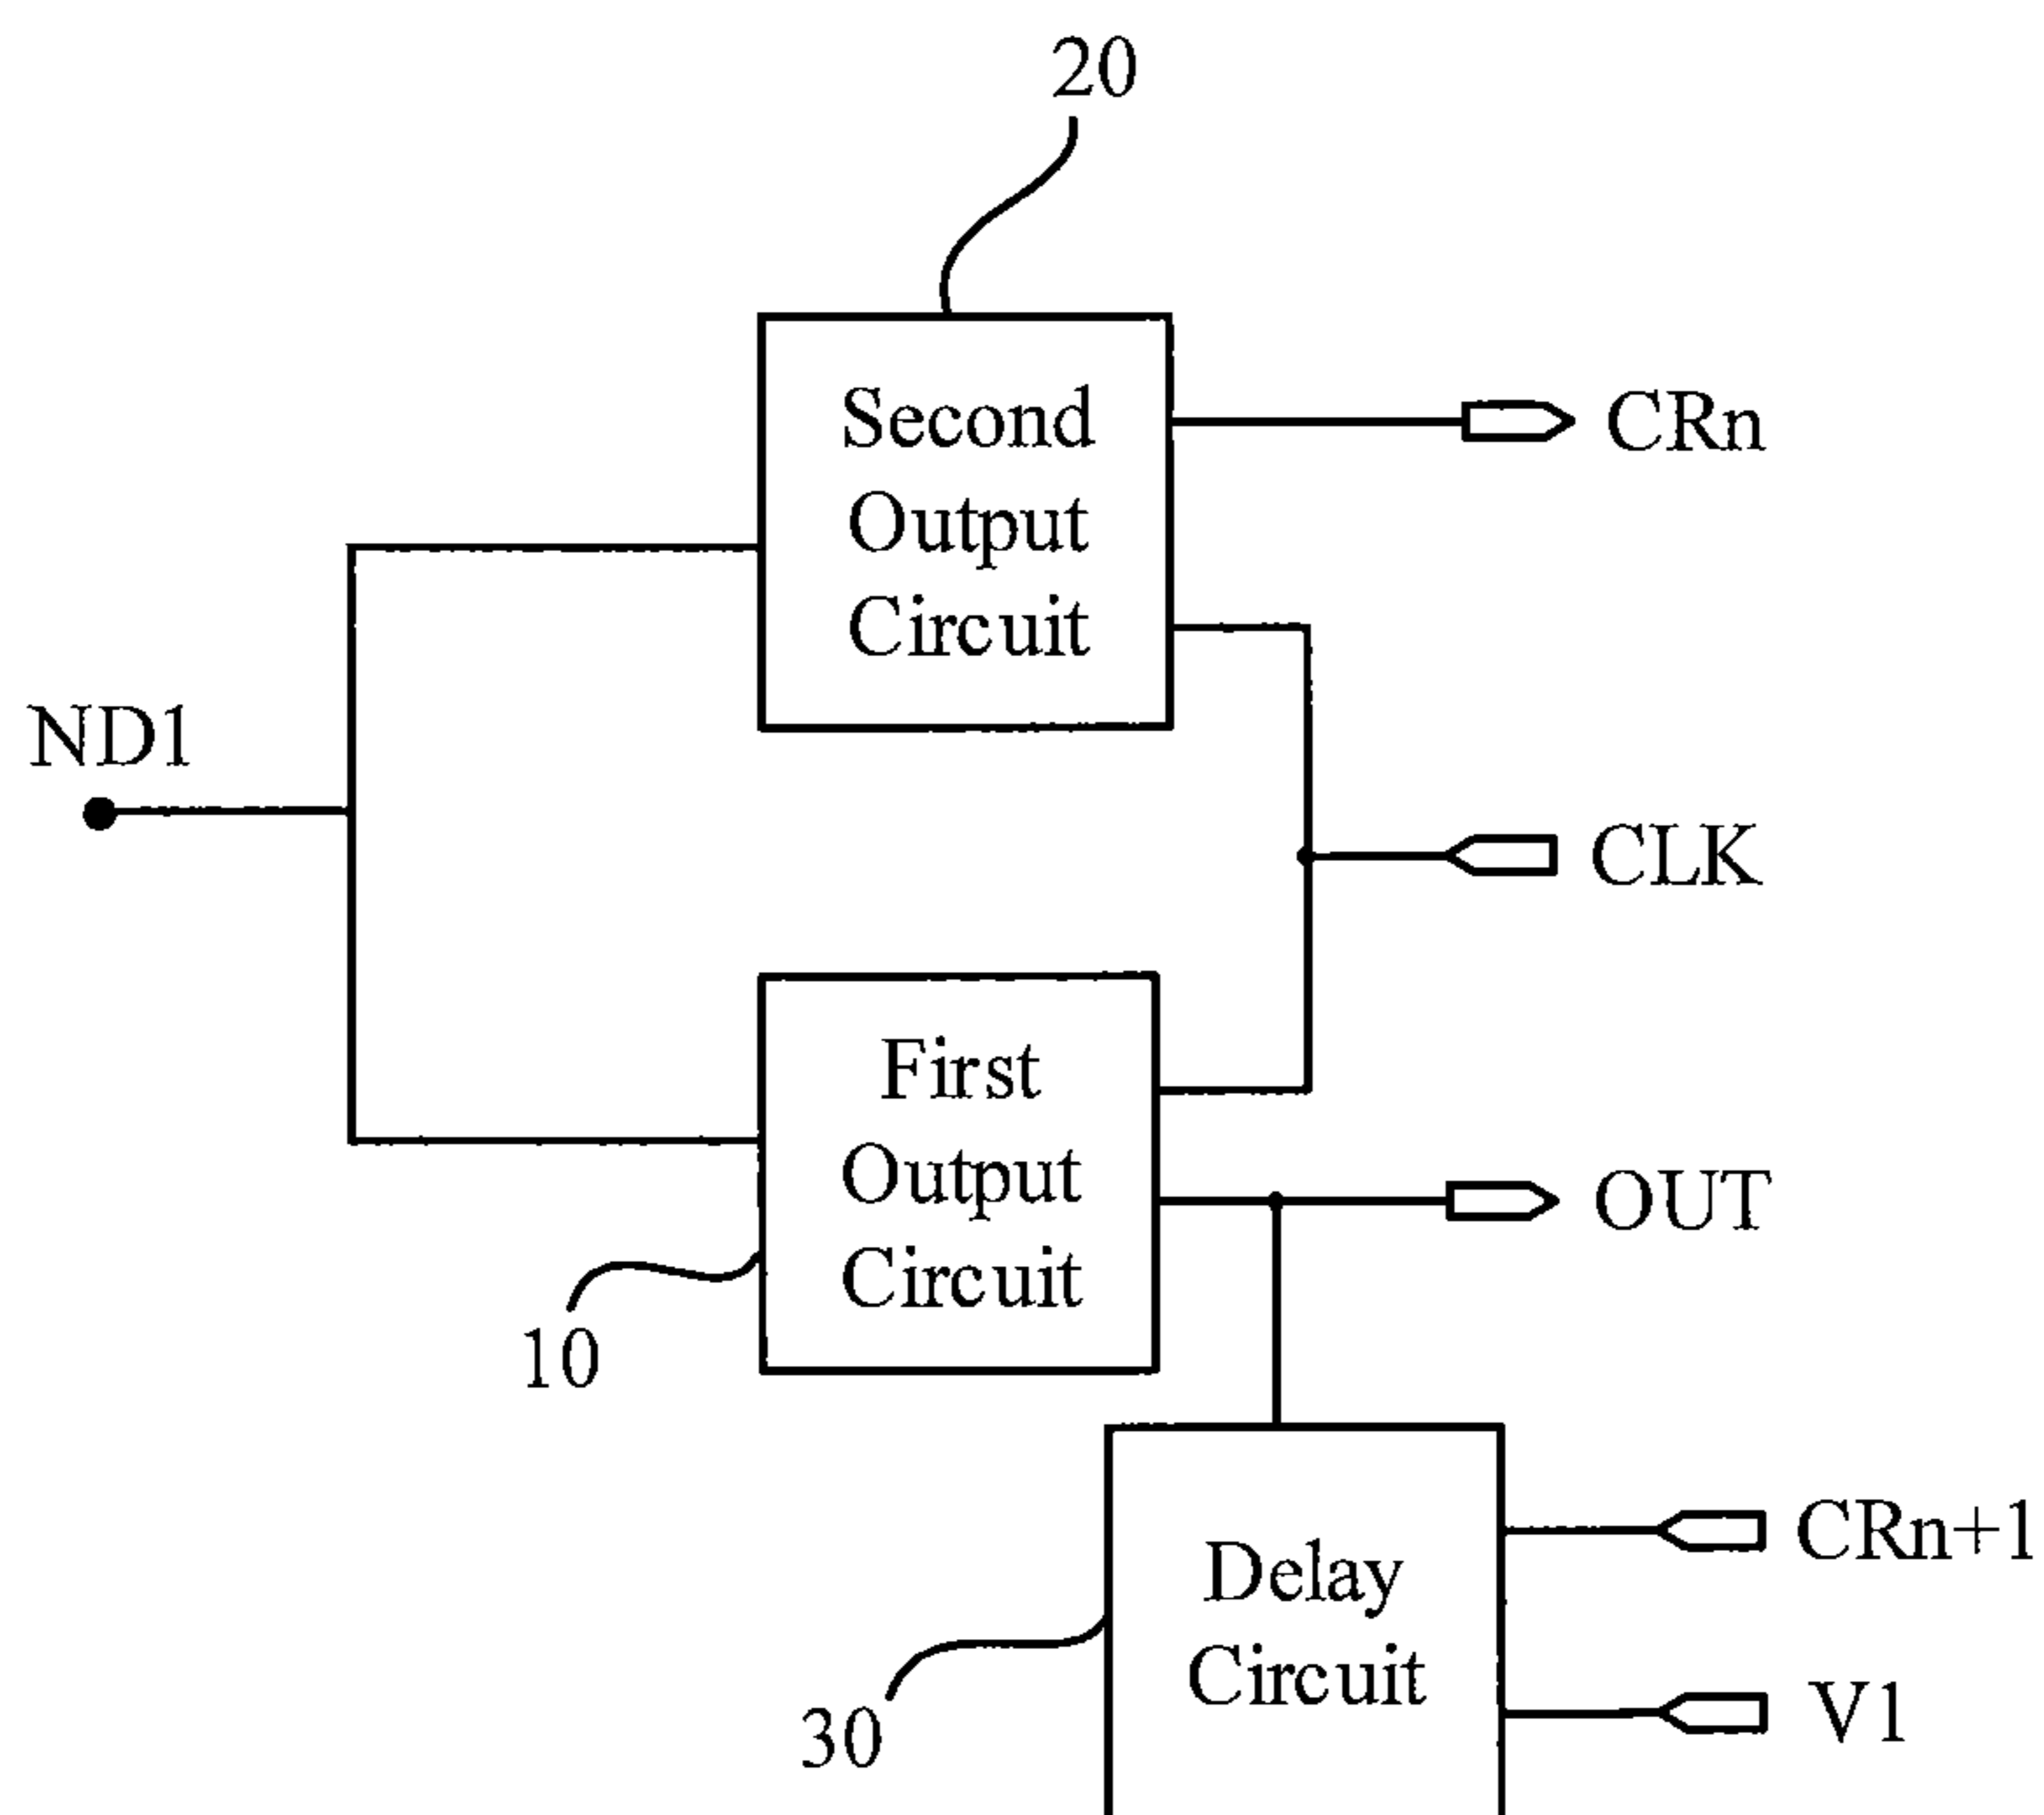 20
Second
Output
Circuit
CRn
ND1
CLK
First
Output
Circuit
OUT
10
CRn+1
Delay
Circuit
V1
30